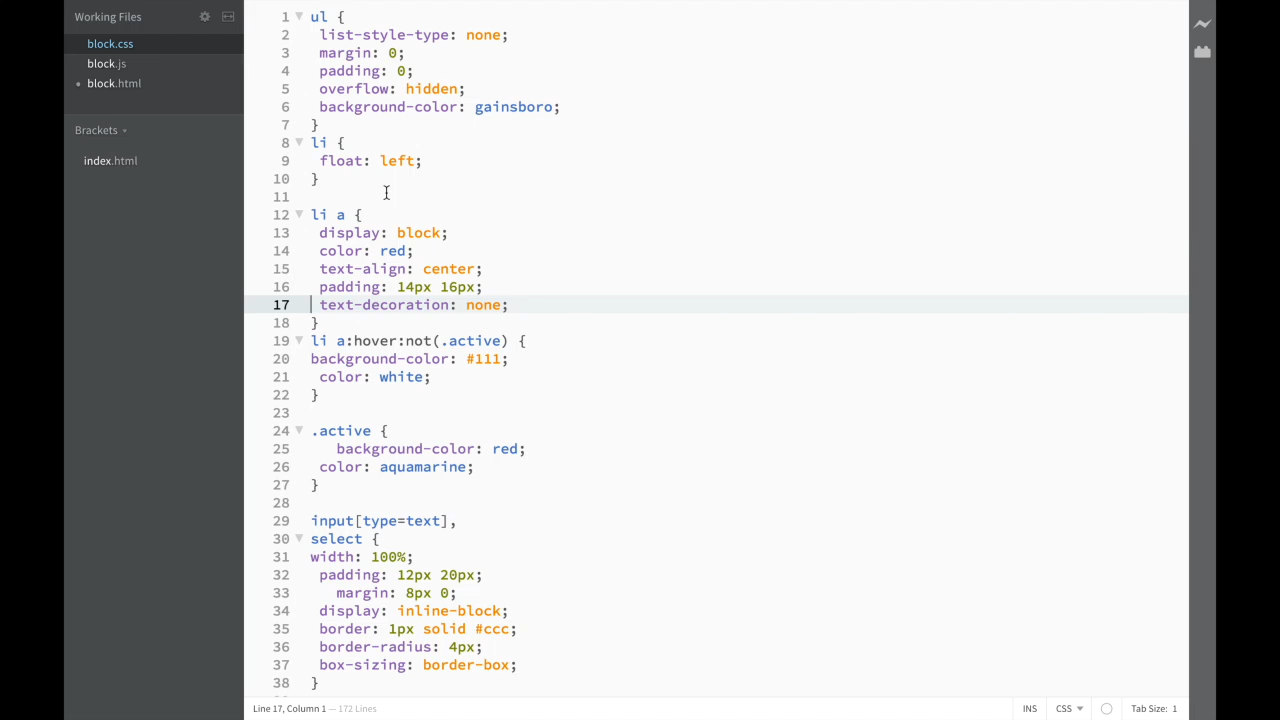 Working Files
block.css
block.js
block.html
Brackets
index.html
1 ul {
2 list-style-type: none;
3 margin: 0;
4 padding: 0;
5 overflow: hidden;
6 background-color: gainsboro;
7 }
8 li {
9 float: left;
10 }
11
12 li a {
13 display: block;
14 color: red;
15 text-align: center;
16 padding: 14px 16px;
17 text-decoration: none;
18 }
19 li a:hover:not(.active) {
20 background-color: #111;
21 color: white;
22 }
23
24 .active {
25 background-color: red;
26 color: aquamarine;
27 }
28
29 input[type=text],
30 select {
31 width: 100%;
32 padding: 12px 20px;
33 margin: 8px 0;
34 display: inline-block;
35 border: 1px solid #ccc;
36 border-radius: 4px;
37 box-sizing: border-box;
38 }
Line 17, Column 1 — 172 Lines
INS CSS Tab Size: 1